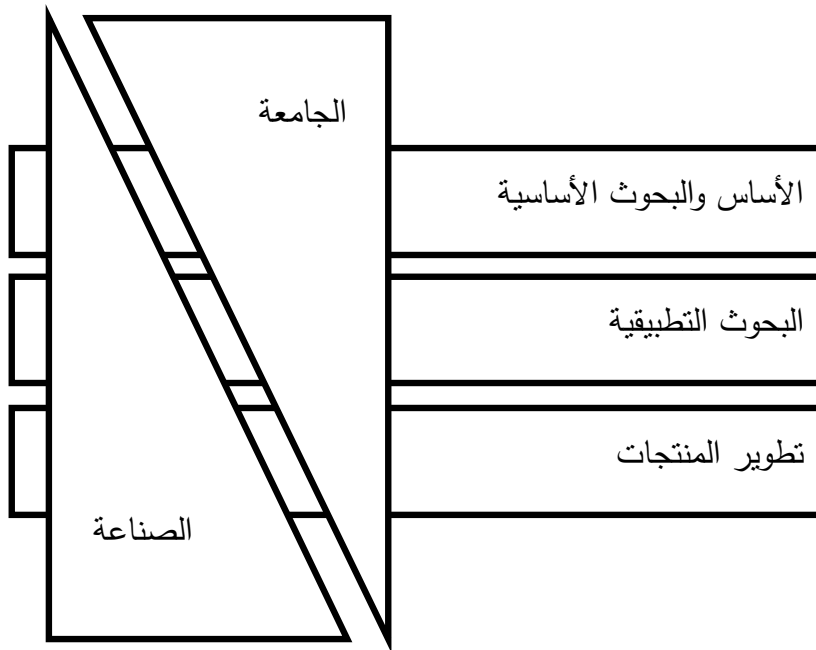 الجامعة
الأساس والبحوث الأساسية
البحوث التطبيقية
تطوير المنتجات
الصناعة